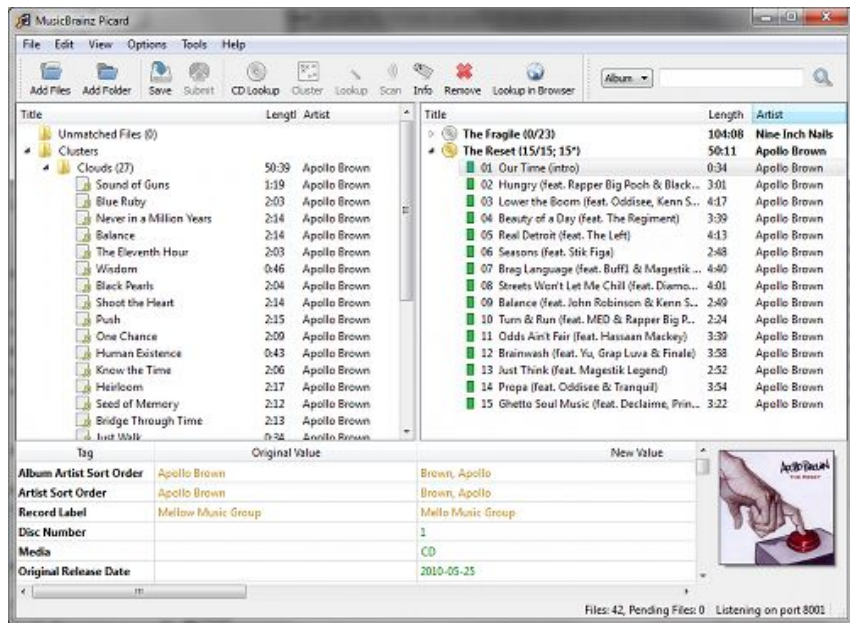 MusicBrainz Picard
File Edit View Options Tools Help
Add Files Add Folder Save Submit CD Lookup Cluster Lookup Scan Info Remove Lookup in Browser Album
Title Lengtl Artist
Unmatched Files (0)
Clusters
Clouds (27) 50:39 Apollo Brown
Sound of Guns 1:19 Apollo Brown
Blue Ruby 2:03 Apollo Brown
Never in a Million Years 2:14 Apollo Brown
Balance 2:14 Apollo Brown
The Eleventh Hour 2:03 Apollo Brown
Wisdom 0:46 Apollo Brown
Black Pearls 2:04 Apollo Brown
Shoot the Heart 2:14 Apollo Brown
Push 2:15 Apollo Brown
One Chance 2:09 Apollo Brown
Human Existence 0:43 Apollo Brown
Know the Time 2:06 Apollo Brown
Heirloom 2:17 Apollo Brown
Seed of Memory 2:12 Apollo Brown
Bridge Through Time 2:13 Apollo Brown
Just Walk 0:34 Apollo Brown
Title Length Artist
The Fragile (0/23) 104:08 Nine Inch Nails
The Reset (15/15; 15*) 50:11 Apollo Brown
01 Our Time (intro) 0:34 Apollo Brown
02 Hungry (feat. Rapper Big Pooh & Black... 3:01 Apollo Brown
03 Lower the Boom (feat. Oddisee, Kenn S... 4:17 Apollo Brown
04 Beauty of a Day (feat. The Regiment) 3:39 Apollo Brown
05 Real Detroit (feat. The Left) 4:13 Apollo Brown
06 Seasons (feat. Stik Figa) 2:48 Apollo Brown
07 Brag Language (feat. Buff1 & Magestik ... 4:40 Apollo Brown
08 Streets Won't Let Me Chill (feat. Diamo... 4:01 Apollo Brown
09 Balance (feat. John Robinson & Kenn S... 2:49 Apollo Brown
10 Turn & Run (feat. MED & Rapper Big P... 2:24 Apollo Brown
11 Odds Ain't Fair (feat. Hassaan Mackey) 3:39 Apollo Brown
12 Brainwash (feat. Yu, Grap Luva & Finale) 3:58 Apollo Brown
13 Just Think (feat. Magestik Legend) 2:52 Apollo Brown
14 Propa (feat. Oddisee & Tranquil) 3:54 Apollo Brown
15 Ghetto Soul Music (feat. Declaime, Prin... 3:22 Apollo Brown
Tag Original Value New Value
Album Artist Sort Order Apollo Brown Brown, Apollo
Artist Sort Order Apollo Brown Brown, Apollo
Record Label Mellow Music Group Mello Music Group
Disc Number 1
Media CD
Original Release Date 2010-05-25
APOLLO BROWN
THE RESET
Files: 42, Pending Files: 0 Listening on port 8001